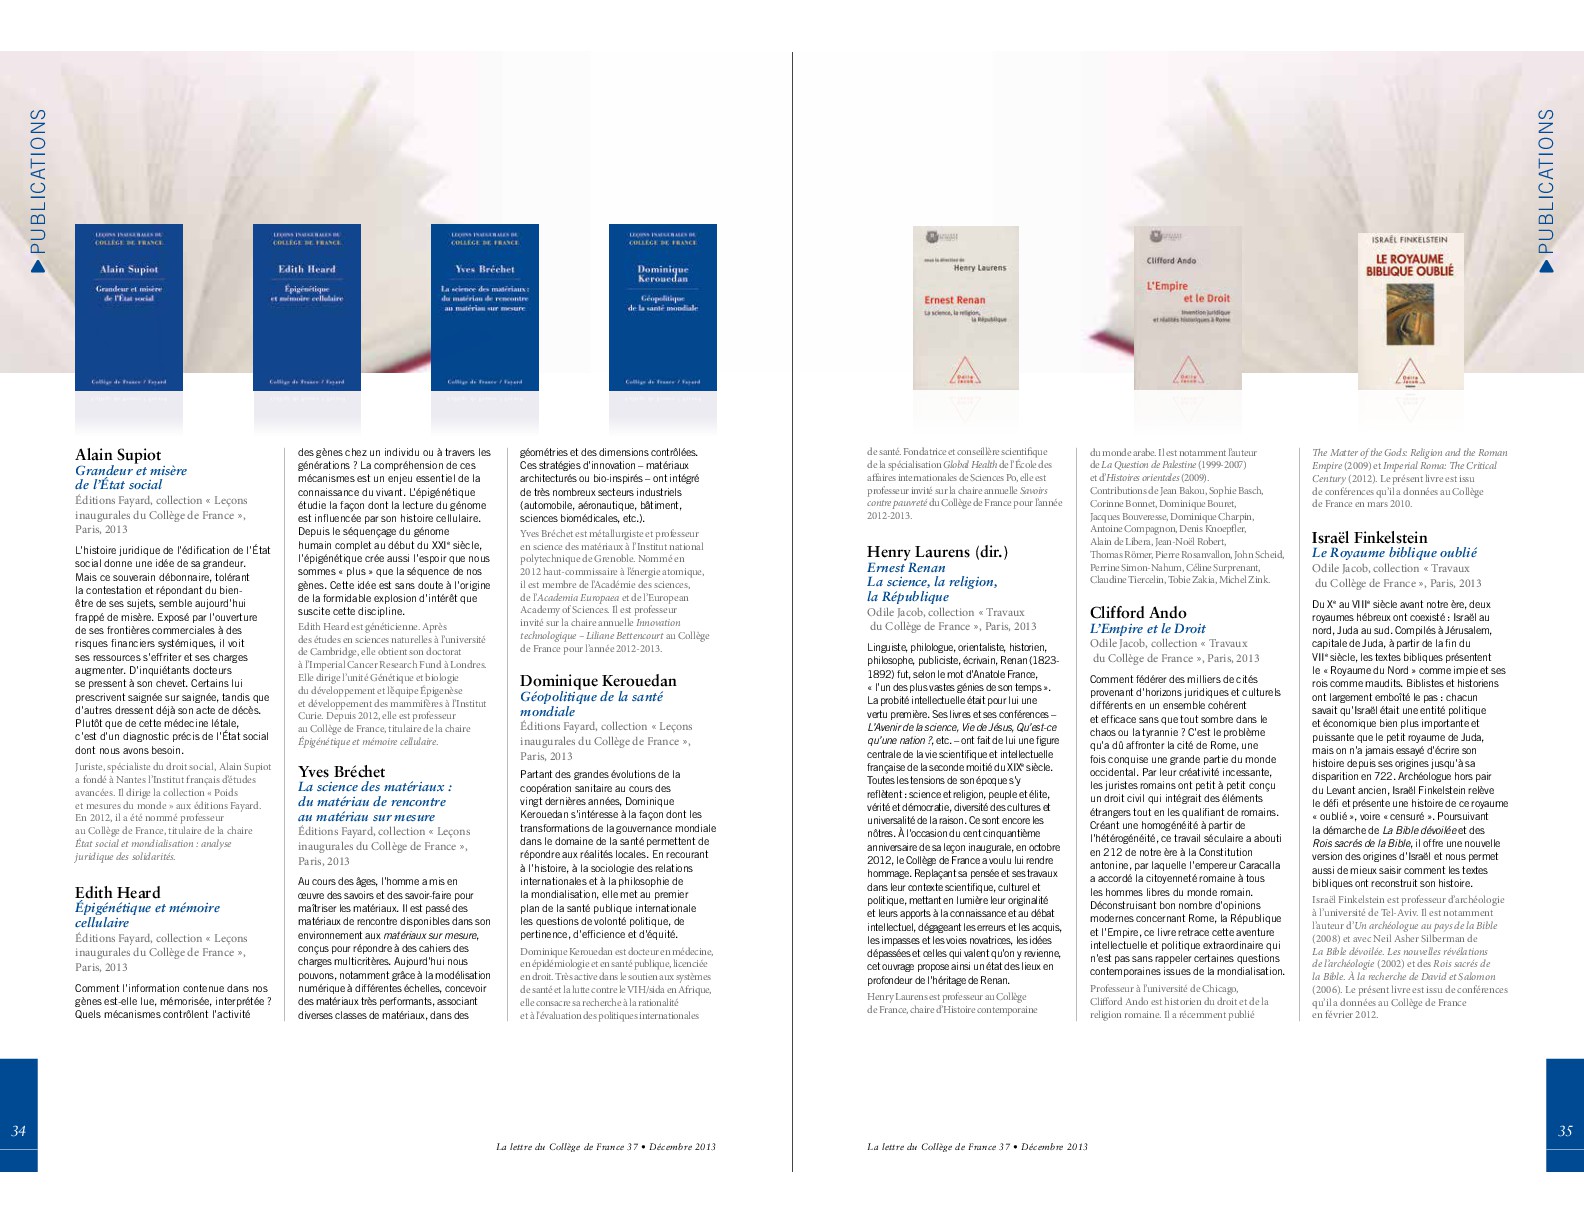 PUBLICATIONS
LEÇONS INAUGURALES DU
COLLÈGE DE FRANCE
Alain Supiot
Grandeur et misère
de l'État social
Collège de France / Fayard
LEÇONS INAUGURALES DU
COLLÈGE DE FRANCE
Edith Heard
Épigénétique
et mémoire cellulaire
Collège de France / Fayard
LEÇONS INAUGURALES DU
COLLÈGE DE FRANCE
Yves Bréchet
La science des matériaux :
du matériau de rencontre
au matériau sur mesure
Collège de France / Fayard
LEÇONS INAUGURALES DU
COLLÈGE DE FRANCE
Dominique
Kerouedan
Géopolitique
de la santé mondiale
Collège de France / Fayard
Alain Supiot
Grandeur et misère
de l'État social
Éditions Fayard, collection « Leçons
inaugurales du Collège de France »,
Paris, 2013
L'histoire juridique de l'édification de l'État
social donne une idée de sa grandeur.
Mais ce souverain débonnaire, tolérant
la contestation et répondant du bien-
être de ses sujets, semble aujourd'hui
frappé de misère. Exposé par l'ouverture
de ses frontières commerciales à des
risques financiers systémiques, il voit
ses ressources s'effriter et ses charges
augmenter. D'inquiétants docteurs
se pressent à son chevet. Certains lui
prescrivent saignée sur saignée, tandis que
d'autres dressent déjà son acte de décès.
Plutôt que de cette médecine létale,
c'est d'un diagnostic précis de l'État social
dont nous avons besoin.
Juriste, spécialiste du droit social, Alain Supiot
a fondé à Nantes l'Institut français d'études
avancées. Il dirige la collection « Poids
et mesures du monde » aux éditions Fayard.
En 2012, il a été nommé professeur
au Collège de France, titulaire de la chaire
État social et mondialisation : analyse
juridique des solidarités.
Edith Heard
Épigénétique et mémoire
cellulaire
Éditions Fayard, collection « Leçons
inaugurales du Collège de France »,
Paris, 2013
Comment l'information contenue dans nos
gènes est-elle lue, mémorisée, interprétée ?
Quels mécanismes contrôlent l'activité
des gènes chez un individu ou à travers les
générations ? La compréhension de ces
mécanismes est un enjeu essentiel de la
connaissance du vivant. L'épigénétique
étudie la façon dont la lecture du génome
est influencée par son histoire cellulaire.
Depuis le séquençage du génome
humain complet au début du XXIe siècle,
l'épigénétique crée aussi l'espoir que nous
sommes « plus » que la séquence de nos
gènes. Cette idée est sans doute à l'origine
de la formidable explosion d'intérêt que
suscite cette discipline.
Edith Heard est généticienne. Après
des études en sciences naturelles à l'université
de Cambridge, elle obtient son doctorat
à l'Imperial Cancer Research Fund à Londres.
Elle dirige l'unité Génétique et biologie
du développement et l'équipe Épigenèse
et développement des mammifères à l'Institut
Curie. Depuis 2012, elle est professeur
au Collège de France, titulaire de la chaire
Épigénétique et mémoire cellulaire.
Yves Bréchet
La science des matériaux :
du matériau de rencontre
au matériau sur mesure
Éditions Fayard, collection « Leçons
inaugurales du Collège de France »,
Paris, 2013
Au cours des âges, l'homme a mis en
œuvre des savoirs et des savoir-faire pour
maîtriser les matériaux. Il est passé des
matériaux de rencontre disponibles dans son
environnement aux matériaux sur mesure,
conçus pour répondre à des cahiers des
charges multicritères. Aujourd'hui nous
pouvons, notamment grâce à la modélisation
numérique à différentes échelles, concevoir
des matériaux très performants, associant
diverses classes de matériaux, dans des
géométries et des dimensions contrôlées.
Ces stratégies d'innovation – matériaux
architecturés ou bio-inspirés – ont intégré
de très nombreux secteurs industriels
(automobile, aéronautique, bâtiment,
sciences biomédicales, etc.).
Yves Bréchet est métallurgiste et professeur
en science des matériaux à l'Institut national
polytechnique de Grenoble. Nommé en
2012 haut-commissaire à l'énergie atomique,
il est membre de l'Académie des sciences,
de l'Academia Europaea et de l'European
Academy of Sciences. Il est professeur
invité sur la chaire annuelle Innovation
technologique – Liliane Bettencourt au Collège
de France pour l'année 2012-2013.
Dominique Kerouedan
Géopolitique de la santé
mondiale
Éditions Fayard, collection « Leçons
inaugurales du Collège de France »,
Paris, 2013
Partant des grandes évolutions de la
coopération sanitaire au cours des
vingt dernières années, Dominique
Kerouedan s'intéresse à la façon dont les
transformations de la gouvernance mondiale
dans le domaine de la santé permettent de
répondre aux réalités locales. En recourant
à l'histoire, à la sociologie des relations
internationales et à la philosophie de
la mondialisation, elle met au premier
plan de la santé publique internationale
les questions de volonté politique, de
pertinence, d'efficience et d'équité.
Dominique Kerouedan est docteur en médecine,
en épidémiologie et en santé publique, licenciée
en droit. Très active dans le soutien aux systèmes
de santé et la lutte contre le VIH/sida en Afrique,
elle consacre sa recherche à la rationalité
et à l'évaluation des politiques internationales
34
La lettre du Collège de France 37 • Décembre 2013
PUBLICATIONS
sous la direction de
Henry Laurens
Ernest Renan
La science, la religion,
la République
Odile
Jacob
Clifford Ando
L'Empire
et le Droit
Invention juridique
et réalités historiques à Rome
Odile
Jacob
ISRAËL FINKELSTEIN
LE ROYAUME
BIBLIQUE OUBLIÉ
Odile
Jacob
de santé. Fondatrice et conseillère scientifique
de la spécialisation Global Health de l'École des
affaires internationales de Sciences Po, elle est
professeur invité sur la chaire annuelle Savoirs
contre pauvreté du Collège de France pour l'année
2012-2013.
Henry Laurens (dir.)
Ernest Renan
La science, la religion,
la République
Odile Jacob, collection « Travaux
du Collège de France », Paris, 2013
Linguiste, philologue, orientaliste, historien,
philosophe, publiciste, écrivain, Renan (1823-
1892) fut, selon le mot d'Anatole France,
« l'un des plus vastes génies de son temps ».
La probité intellectuelle était pour lui une
vertu première. Ses livres et ses conférences –
L'Avenir de la science, Vie de Jésus, Qu'est-ce
qu'une nation ?, etc. – ont fait de lui une figure
centrale de la vie scientifique et intellectuelle
française de la seconde moitié du XIXe siècle.
Toutes les tensions de son époque s'y
reflètent : science et religion, peuple et élite,
vérité et démocratie, diversité des cultures et
universalité de la raison. Ce sont encore les
nôtres. À l'occasion du cent cinquantième
anniversaire de sa leçon inaugurale, en octobre
2012, le Collège de France a voulu lui rendre
hommage. Replaçant sa pensée et ses travaux
dans leur contexte scientifique, culturel et
politique, mettant en lumière leur originalité
et leurs apports à la connaissance et au débat
intellectuel, dégageant les erreurs et les acquis,
les impasses et les voies novatrices, les idées
dépassées et celles qui valent qu'on y revienne,
cet ouvrage propose ainsi un état des lieux en
profondeur de l'héritage de Renan.
Henry Laurens est professeur au Collège
de France, chaire d'Histoire contemporaine
du monde arabe. Il est notamment l'auteur
de La Question de Palestine (1999-2007)
et d'Histoires orientales (2009).
Contributions de Jean Bakou, Sophie Basch,
Corinne Bonnet, Dominique Bouret,
Jacques Bouveresse, Dominique Charpin,
Antoine Compagnon, Denis Knoepfler,
Alain de Libera, Jean-Noël Robert,
Thomas Römer, Pierre Rosanvallon, John Scheid,
Perrine Simon-Nahum, Céline Surprenant,
Claudine Tiercelin, Tobie Zakia, Michel Zink.
Clifford Ando
L'Empire et le Droit
Odile Jacob, collection « Travaux
du Collège de France », Paris, 2013
Comment fédérer des milliers de cités
provenant d'horizons juridiques et culturels
différents en un ensemble cohérent
et efficace sans que tout sombre dans le
chaos ou la tyrannie ? C'est le problème
qu'a dû affronter la cité de Rome, une
fois conquise une grande partie du monde
occidental. Par leur créativité incessante,
les juristes romains ont petit à petit conçu
un droit civil qui intégrait des éléments
étrangers tout en les qualifiant de romains.
Créant une homogénéité à partir de
l'hétérogénéité, ce travail séculaire a abouti
en 212 de notre ère à la Constitution
antonine, par laquelle l'empereur Caracalla
a accordé la citoyenneté romaine à tous
les hommes libres du monde romain.
Déconstruisant bon nombre d'opinions
modernes concernant Rome, la République
et l'Empire, ce livre retrace cette aventure
intellectuelle et politique extraordinaire qui
n'est pas sans rappeler certaines questions
contemporaines issues de la mondialisation.
Professeur à l'université de Chicago,
Clifford Ando est historien du droit et de la
religion romaine. Il a récemment publié
The Matter of the Gods: Religion and the Roman
Empire (2009) et Imperial Roma: The Critical
Century (2012). Le présent livre est issu
de conférences qu'il a données au Collège
de France en mars 2010.
Israël Finkelstein
Le Royaume biblique oublié
Odile Jacob, collection « Travaux
du Collège de France », Paris, 2013
Du Xe au VIIIe siècle avant notre ère, deux
royaumes hébreux ont coexisté : Israël au
nord, Juda au sud. Compilés à Jérusalem,
capitale de Juda, à partir de la fin du
VIIe siècle, les textes bibliques présentent
le « Royaume du Nord » comme impie et ses
rois comme maudits. Biblistes et historiens
ont largement emboîté le pas : chacun
savait qu'Israël était une entité politique
et économique bien plus importante et
puissante que le petit royaume de Juda,
mais on n'a jamais essayé d'écrire son
histoire depuis ses origines jusqu'à sa
disparition en 722. Archéologue hors pair
du Levant ancien, Israël Finkelstein relève
le défi et présente une histoire de ce royaume
« oublié », voire « censuré ». Poursuivant
la démarche de La Bible dévoilée et des
Rois sacrés de la Bible, il offre une nouvelle
version des origines d'Israël et nous permet
aussi de mieux saisir comment les textes
bibliques ont reconstruit son histoire.
Israël Finkelstein est professeur d'archéologie
à l'université de Tel-Aviv. Il est notamment
l'auteur d'Un archéologue au pays de la Bible
(2008) et avec Neil Asher Silberman de
La Bible dévoilée. Les nouvelles révélations
de l'archéologie (2002) et des Rois sacrés de
la Bible. À la recherche de David et Salomon
(2006). Le présent livre est issu de conférences
qu'il a données au Collège de France
en février 2012.
La lettre du Collège de France 37 • Décembre 2013
35